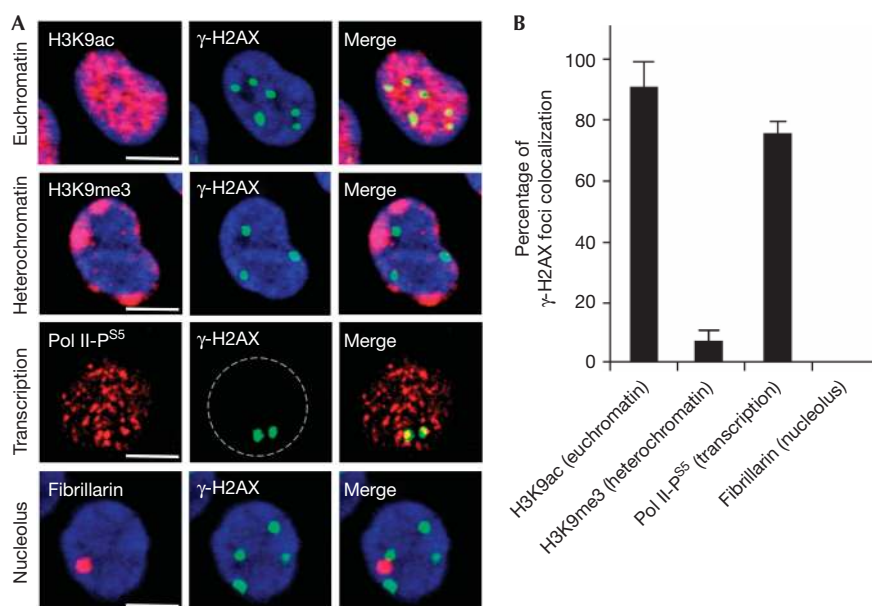 A
Euchromatin
H3K9ac
γ-H2AX
Merge
Heterochromatin
H3K9me3
γ-H2AX
Merge
Transcription
Pol II-P^S5
γ-H2AX
Merge
Nucleolus
Fibrillarin
γ-H2AX
Merge
B
Percentage of
γ-H2AX foci colocalization
100
80
60
40
20
0
H3K9ac (euchromatin)
H3K9me3 (heterochromatin)
Pol II-P^S5 (transcription)
Fibrillarin (nucleolus)